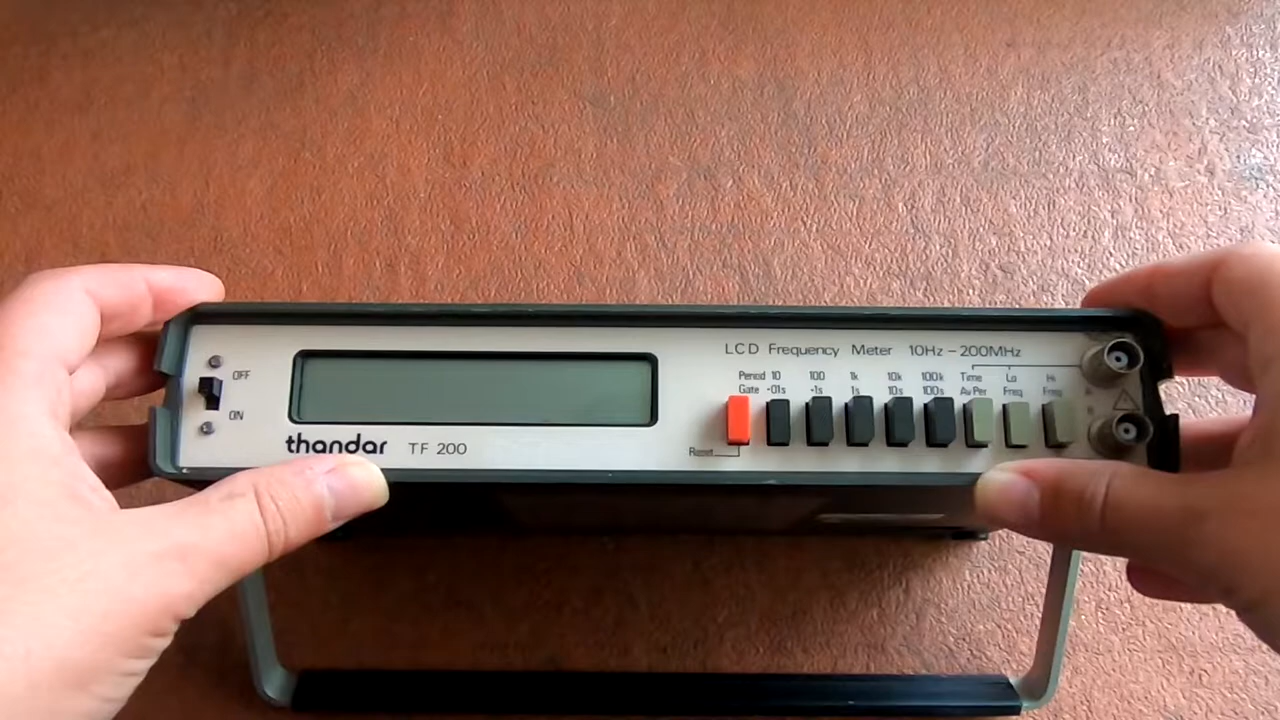 LCD Frequency Meter 10Hz – 200MHz
Period 10 100 1k 10k 100k Time Lo Hi
Gate ·01s ·1s 1s 10s 100s Av Per Freq Freq
OFF
ON
Reset
thandar TF 200